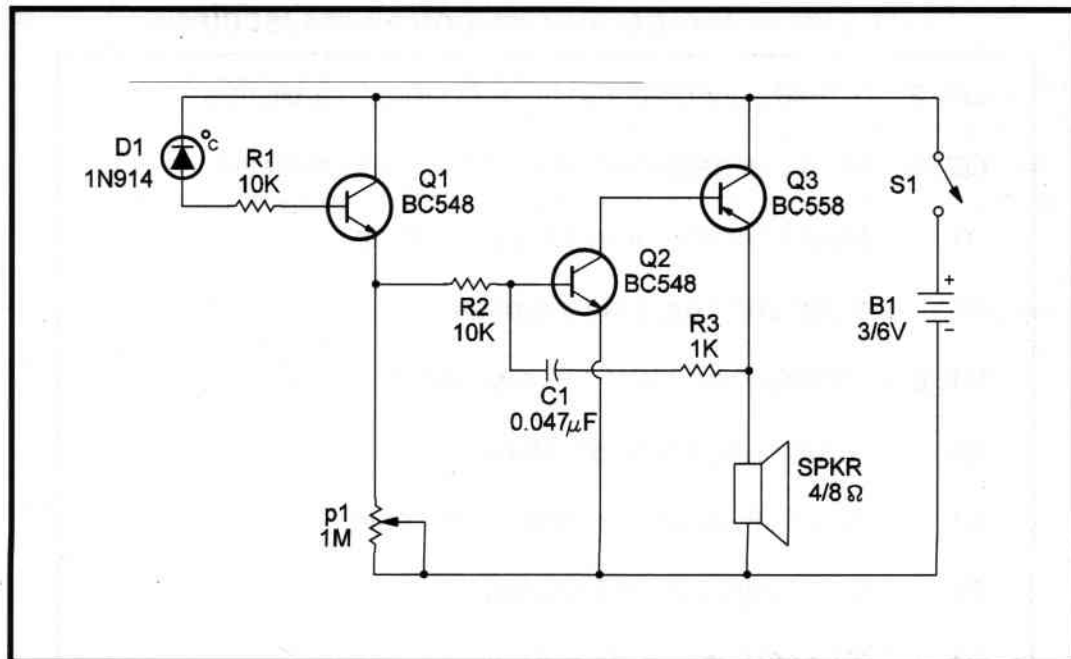 D1
1N914
°C
R1
10K
Q1
BC548
R2
10K
Q2
BC548
C1
0.047µF
R3
1K
Q3
BC558
S1
+
B1
3/6V
−
SPKR
4/8 Ω
p1
1M